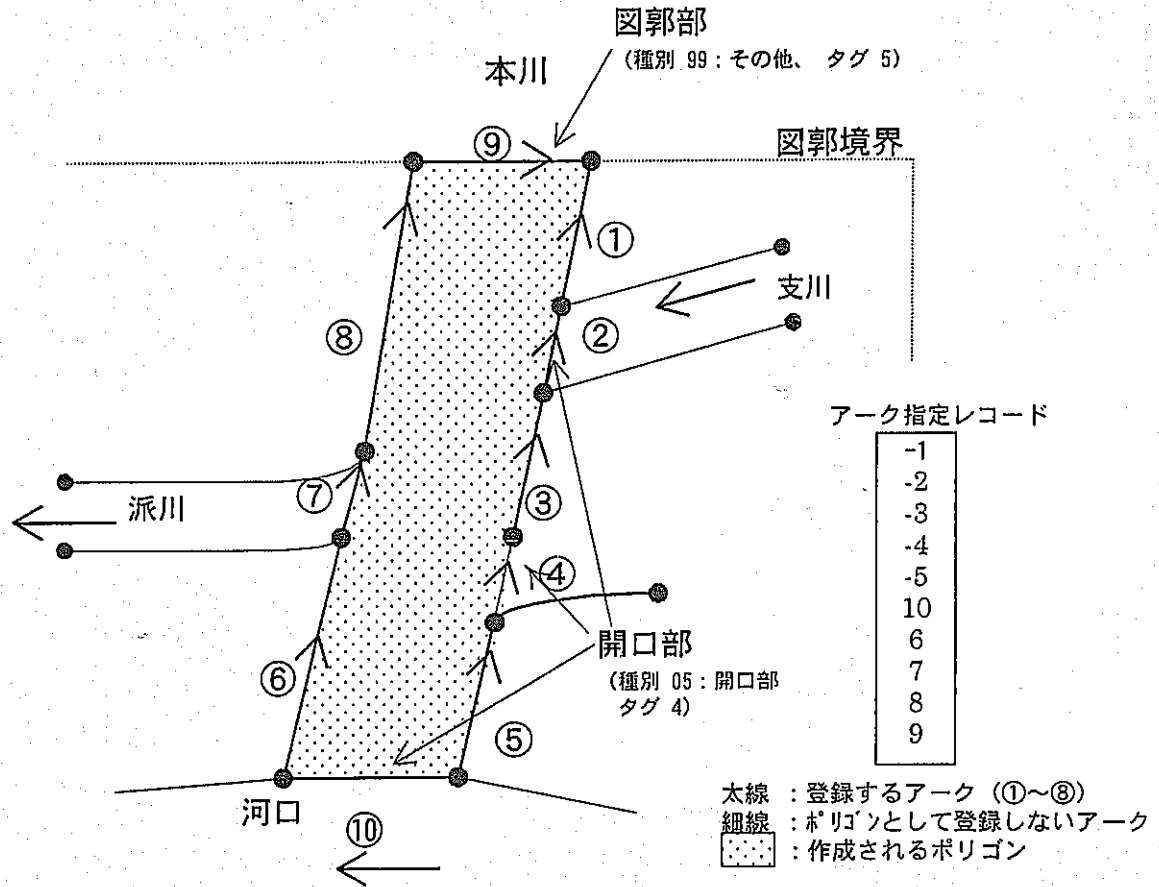 図郭部
(種別 99:その他、 タグ 5)
本川
⑨
図郭境界
①
支川
②
⑧
アーク指定レコード
-1
-2
-3
-4
-5
10
6
7
8
9
⑦
派川
③
④
開口部
(種別 05:開口部
タグ 4)
⑥
⑤
河口
⑩
太線 :登録するアーク (①~⑧)
細線 :ポリゴンとして登録しないアーク
:作成されるポリゴン